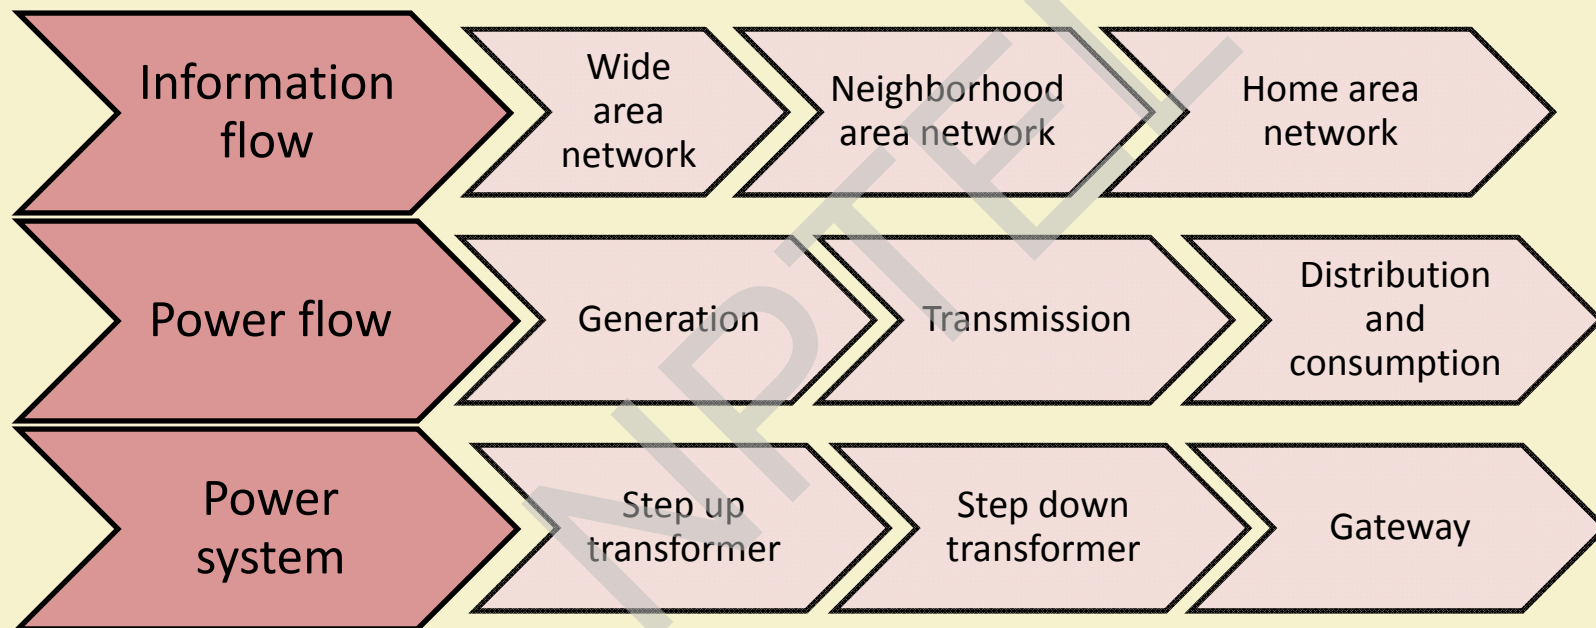 Information
flow
Wide
area
network
Neighborhood
area network
Home area
network
Power flow
Generation
Transmission
Distribution
and
consumption
Power
system
Step up
transformer
Step down
transformer
Gateway
NPTEL